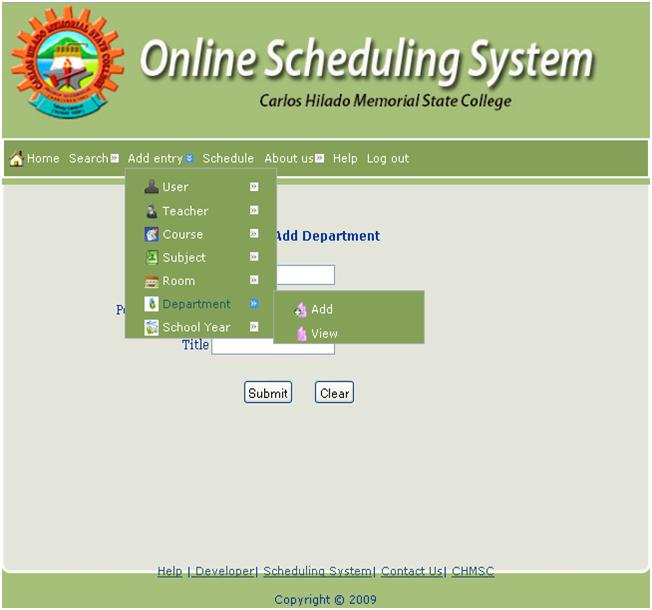 CARLOS HILADO MEMORIAL STATE COLLEGE
Online Scheduling System
Carlos Hilado Memorial State College
Home Search Add entry Schedule About us Help Log out
User
Teacher
Add Department
Course
Subject
Room
Department
Add
School Year
View
Title
Submit Clear
Help | Developer| Scheduling System| Contact Us| CHMSC
Copyright © 2009